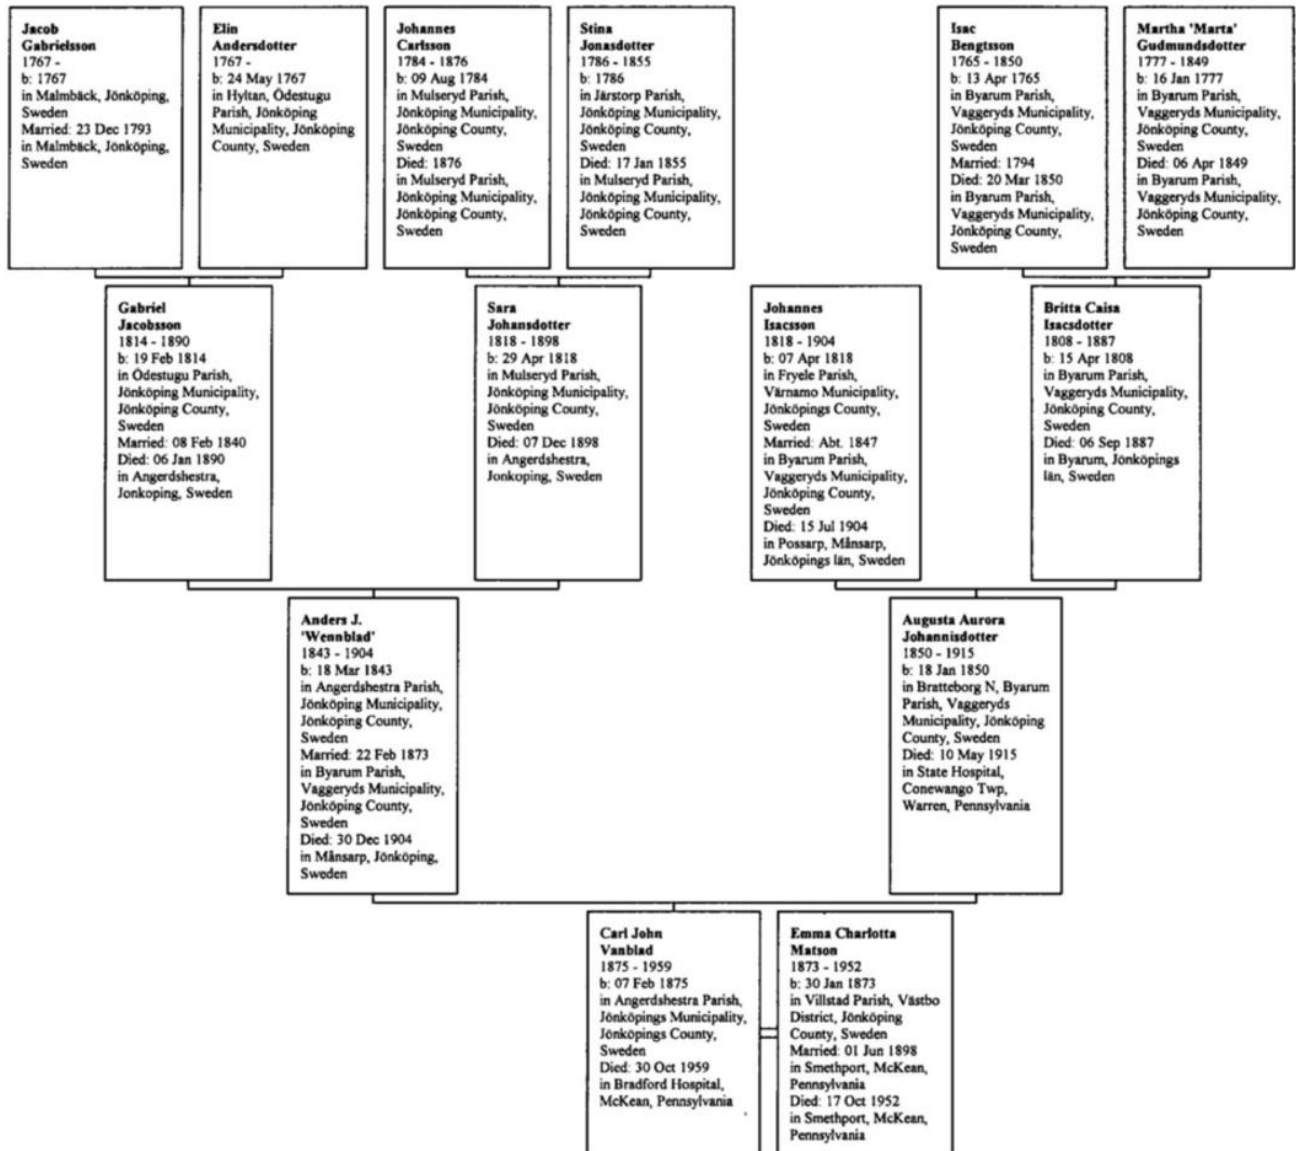 Jacob
Gabrielsson
1767 -
b: 1767
in Malmbäck, Jönköping,
Sweden
Married: 23 Dec 1793
in Malmbäck, Jönköping,
Sweden
Elin
Andersdotter
1767 -
b: 24 May 1767
in Hyltan, Ödestugu
Parish, Jönköping
Municipality, Jönköping
County, Sweden
Johannes
Carlsson
1784 - 1876
b: 09 Aug 1784
in Mulseryd Parish,
Jönköping Municipality,
Jönköping County,
Sweden
Died: 1876
in Mulseryd Parish,
Jönköping Municipality,
Jönköping County,
Sweden
Stina
Jonasdotter
1786 - 1855
b: 1786
in Järstorp Parish,
Jönköping Municipality,
Jönköping County,
Sweden
Died: 17 Jan 1855
in Mulseryd Parish,
Jönköping Municipality,
Jönköping County,
Sweden
Isac
Bengtsson
1765 - 1850
b: 13 Apr 1765
in Byarum Parish,
Vaggeryds Municipality,
Jönköping County,
Sweden
Married: 1794
Died: 20 Mar 1850
in Byarum Parish,
Vaggeryds Municipality,
Jönköping County,
Sweden
Martha 'Marta'
Gudmundsdotter
1777 - 1849
b: 16 Jan 1777
in Byarum Parish,
Vaggeryds Municipality,
Jönköping County,
Sweden
Died: 06 Apr 1849
in Byarum Parish,
Vaggeryds Municipality,
Jönköping County,
Sweden
Gabriel
Jacobsson
1814 - 1890
b: 19 Feb 1814
in Ödestugu Parish,
Jönköping Municipality,
Jönköping County,
Sweden
Married: 08 Feb 1840
Died: 06 Jan 1890
in Angerdshestra,
Jonkoping, Sweden
Sara
Johansdotter
1818 - 1898
b: 29 Apr 1818
in Mulseryd Parish,
Jönköping Municipality,
Jönköping County,
Sweden
Died: 07 Dec 1898
in Angerdshestra,
Jonkoping, Sweden
Johannes
Isacsson
1818 - 1904
b: 07 Apr 1818
in Fryele Parish,
Värnamo Municipality,
Jönköpings County,
Sweden
Married: Abt. 1847
in Byarum Parish,
Vaggeryds Municipality,
Jönköping County,
Sweden
Died: 15 Jul 1904
in Possarp, Månsarp,
Jönköpings län, Sweden
Britta Caisa
Isacsdotter
1808 - 1887
b: 15 Apr 1808
in Byarum Parish,
Vaggeryds Municipality,
Jönköping County,
Sweden
Died: 06 Sep 1887
in Byarum, Jönköpings
län, Sweden
Anders J.
'Wennblad'
1843 - 1904
b: 18 Mar 1843
in Angerdshestra Parish,
Jönköping Municipality,
Jönköping County,
Sweden
Married: 22 Feb 1873
in Byarum Parish,
Vaggeryds Municipality,
Jönköping County,
Sweden
Died: 30 Dec 1904
in Månsarp, Jönköping,
Sweden
Augusta Aurora
Johannisdotter
1850 - 1915
b: 18 Jan 1850
in Bratteborg N, Byarum
Parish, Vaggeryds
Municipality, Jönköping
County, Sweden
Died: 10 May 1915
in State Hospital,
Conewango Twp,
Warren, Pennsylvania
Carl John
Vanblad
1875 - 1959
b: 07 Feb 1875
in Angerdshestra Parish,
Jönköpings Municipality,
Jönköpings County,
Sweden
Died: 30 Oct 1959
in Bradford Hospital,
McKean, Pennsylvania
Emma Charlotta
Matson
1873 - 1952
b: 30 Jan 1873
in Villstad Parish, Västbo
District, Jönköping
County, Sweden
Married: 01 Jun 1898
in Smethport, McKean,
Pennsylvania
Died: 17 Oct 1952
in Smethport, McKean,
Pennsylvania